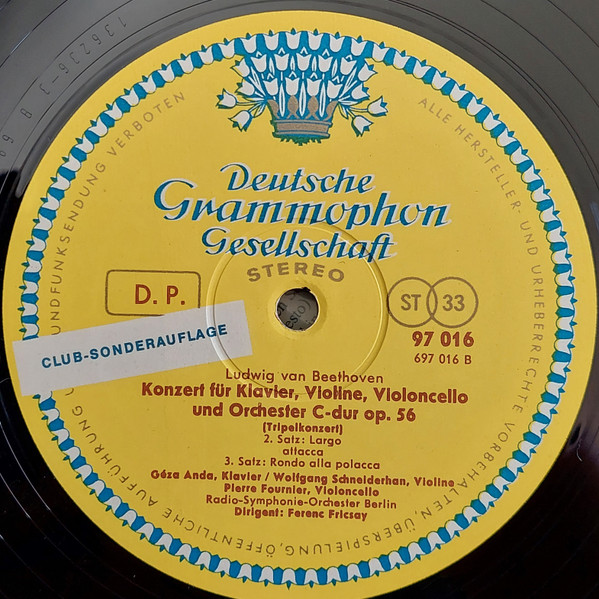 Deutsche
Grammophon
Gesellschaft
STEREO
D. P.
ST 33
97 016
697 016 B
CLUB-SONDERAUFLAGE
Ludwig van Beethoven
Konzert für Klavier, Violine, Violoncello
und Orchester C-dur op. 56
(Tripelkonzert)
2. Satz: Largo
attacca
3. Satz: Rondo alla polacca
Géza Anda, Klavier / Wolfgang Schneiderhan, Violine
Pierre Fournier, Violoncello
Radio-Symphonie-Orchester Berlin
Dirigent: Ferenc Fricsay
ALLE HERSTELLER- UND URHEBERRECHTE VORBEHALTEN, ÜBERSPIELUNG, ÖFFENTLICHE AUFFÜHRUNG UNDFUNKSENDUNG VERBOTEN
136236-3 B